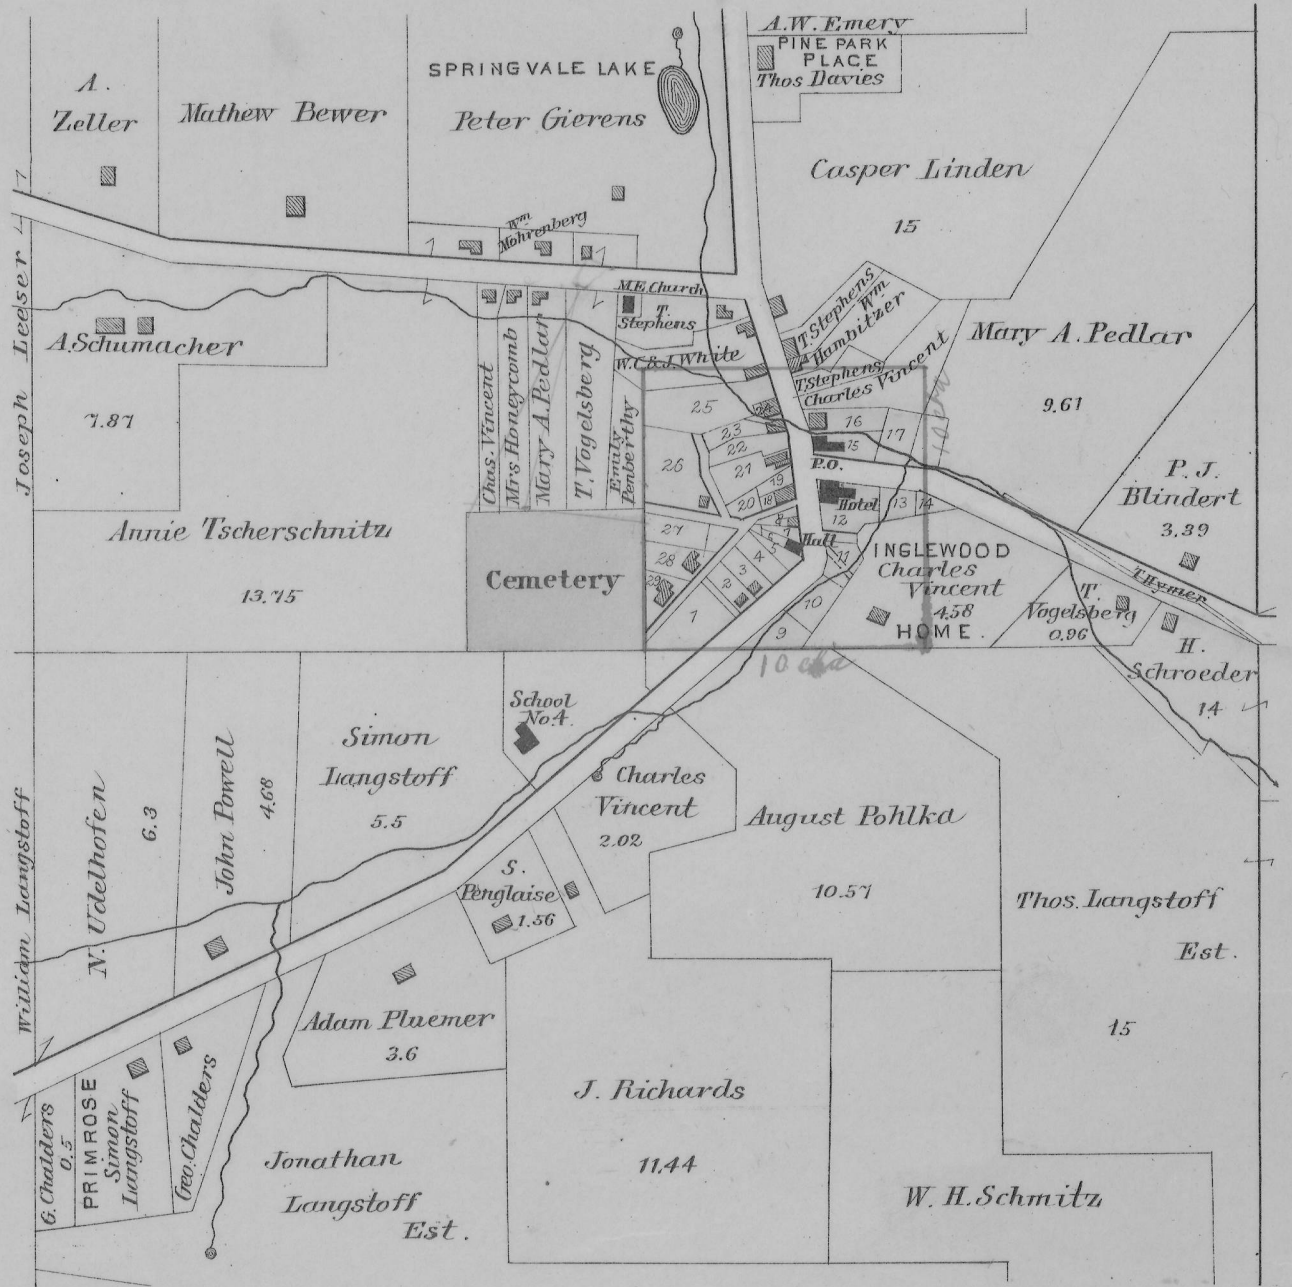 A. W. Emery
PINE PARK
PLACE
Thos Davies
SPRINGVALE LAKE
Peter Gierens
A.
Zeller
Mathew Bewer
Casper Linden
15
Wm
Mohrenberg
M.E. Church
T.
Stephens
W. C. & J. White
T. Stephens
Wm
Hambitzer
T. Stephens
Charles Vincent
Mary A. Pedlar
9.61
Joseph Leeser
A. Schumacher
7.87
Chas. Vincent
Mrs Honeycomb
Mary A. Pedlar
T. Vogelsberg
Emily
Penberthy
25
24
23
22
21
26
20
19
18
16
15
17
P.O.
Hotel
12
13
14
27
28
29
8
7
6
5
4
3
2
1
Hall
11
10
9
P. J.
Blindert
3.39
Annie Tscherschnitz
13.75
Cemetery
INGLEWOOD
Charles
Vincent
4.58
HOME.
T. Hymer
T.
Vogelsberg
0.96
H.
Schroeder
14
10 chs
10 chs
School
No. 4.
William Langstoff
N. Udelhofen
6.3
John Powell
4.68
Simon
Langstoff
5.5
Charles
Vincent
2.02
August Pohlka
10.57
S.
Penglaise
1.56
Thos. Langstoff
Est.
15
Adam Pluemer
3.6
J. Richards
11.44
G. Chalders
0.5
PRIMROSE
Simon
Langstoff
Geo. Chalders
Jonathan
Langstoff
Est.
W. H. Schmitz